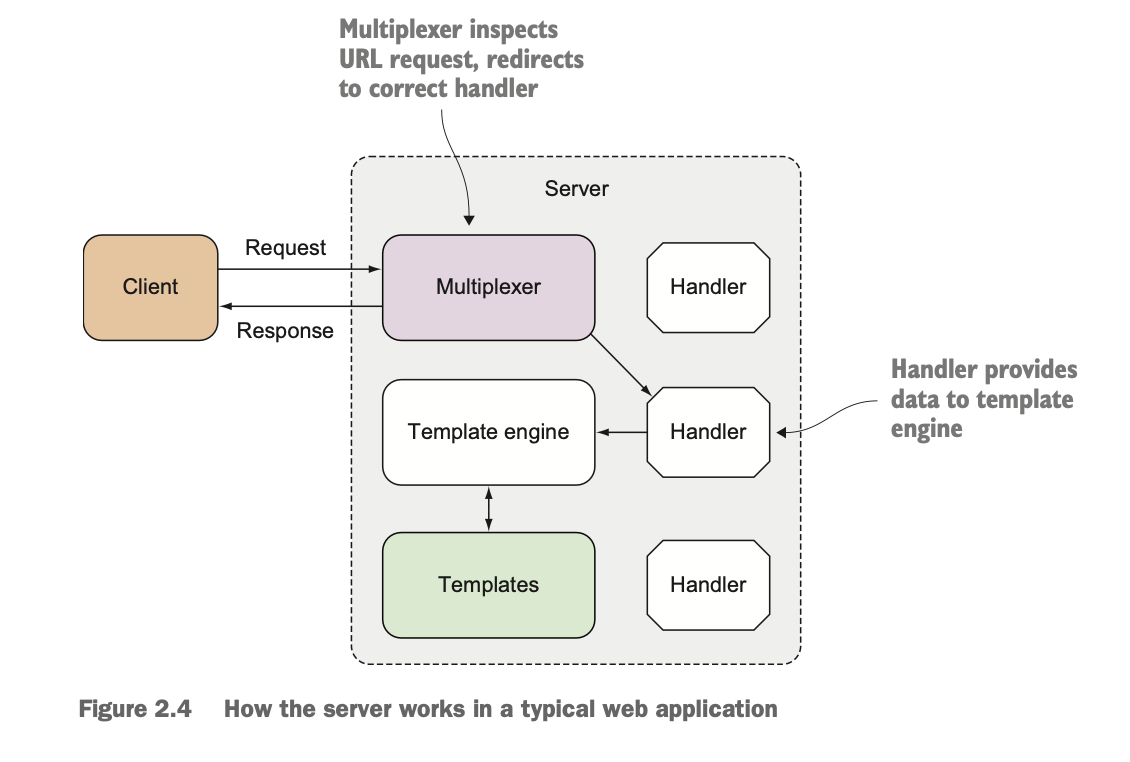 Multiplexer inspects
URL request, redirects
to correct handler
Server
Request
Client
Multiplexer
Handler
Response
Handler provides
data to template
engine
Template engine
Handler
Templates
Handler
Figure 2.4 How the server works in a typical web application